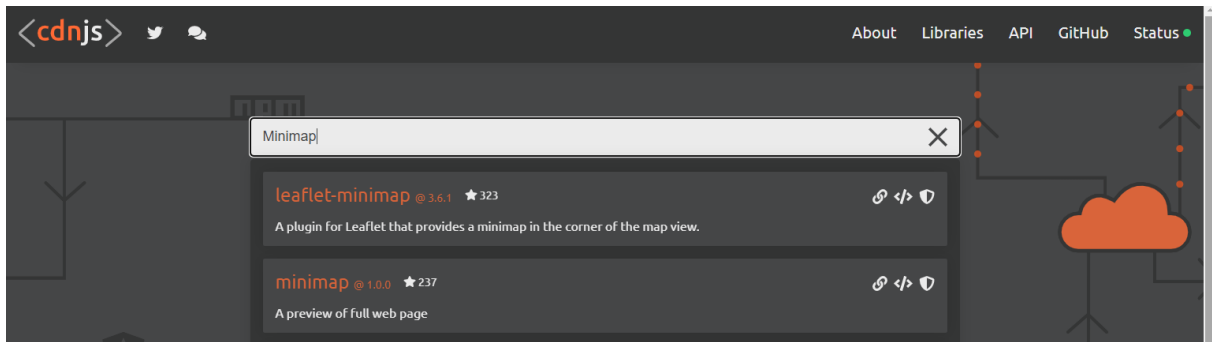 <cdnjs>
About Libraries API GitHub Status
npm
Minimap
leaflet-minimap @ 3.6.1 323
A plugin for Leaflet that provides a minimap in the corner of the map view.
minimap @ 1.0.0 237
A preview of full web page